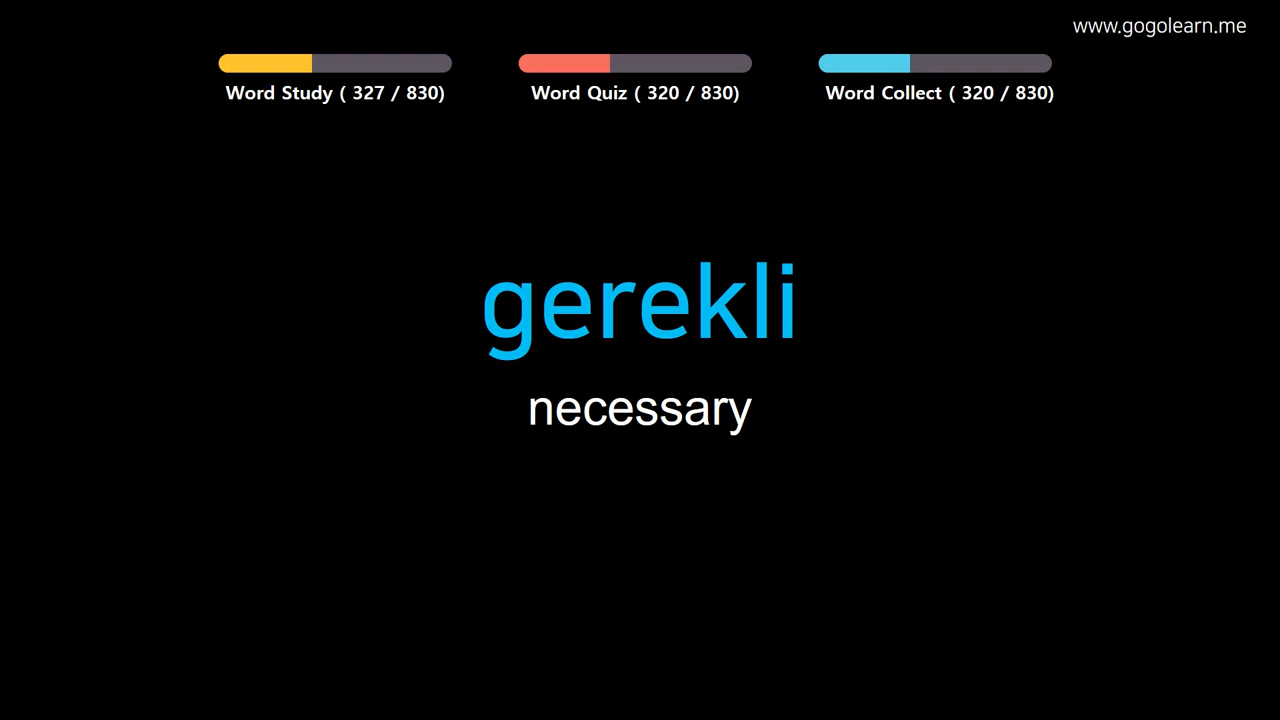 www.gogolearn.me
Word Study ( 327 / 830)
Word Quiz ( 320 / 830)
Word Collect ( 320 / 830)
gerekli
necessary